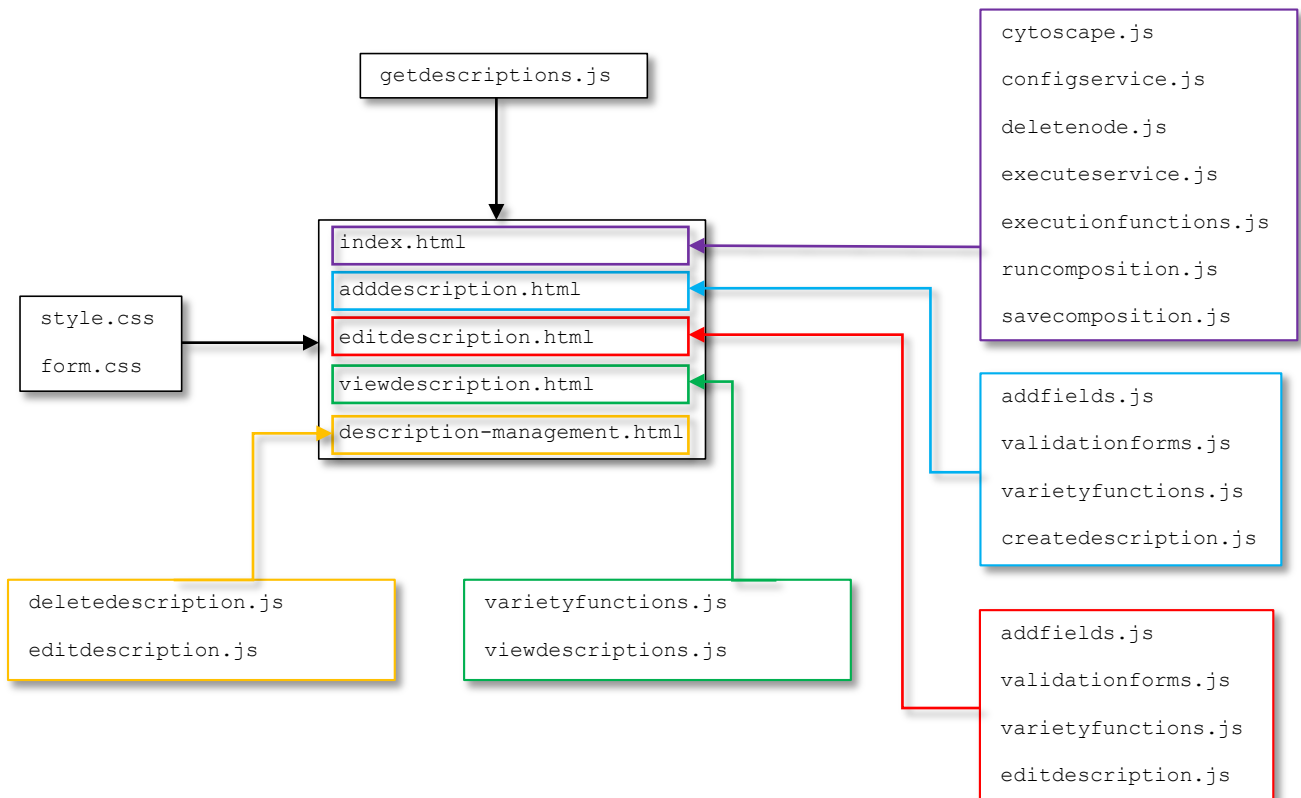 getdescriptions.js
index.html
adddescription.html
editdescription.html
viewdescription.html
description-management.html
style.css
form.css
cytoscape.js
configservice.js
deletenode.js
executeservice.js
executionfunctions.js
runcomposition.js
savecomposition.js
addfields.js
validationforms.js
varietyfunctions.js
createdescription.js
deletedescription.js
editdescription.js
varietyfunctions.js
viewdescriptions.js
addfields.js
validationforms.js
varietyfunctions.js
editdescription.js